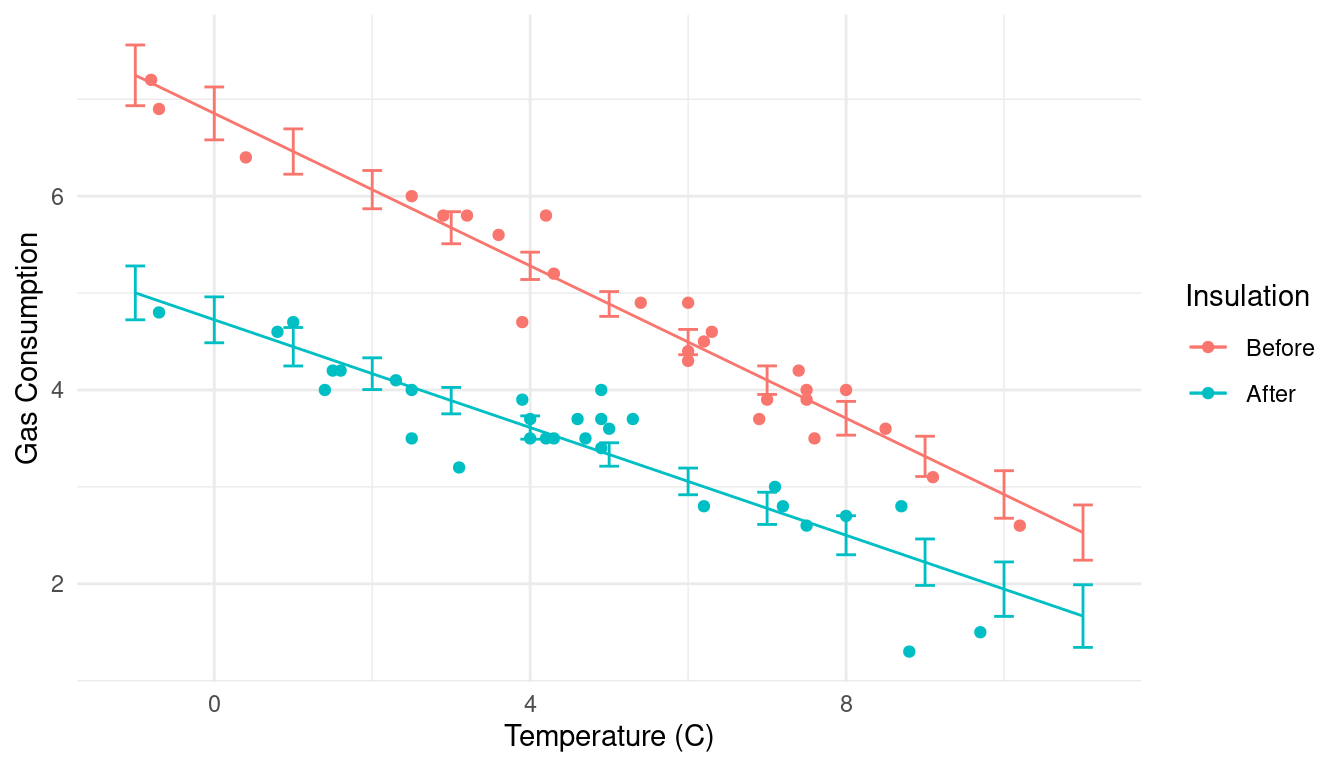 Gas Consumption
6
4
2
0 4 8
Temperature (C)
Insulation
Before
After